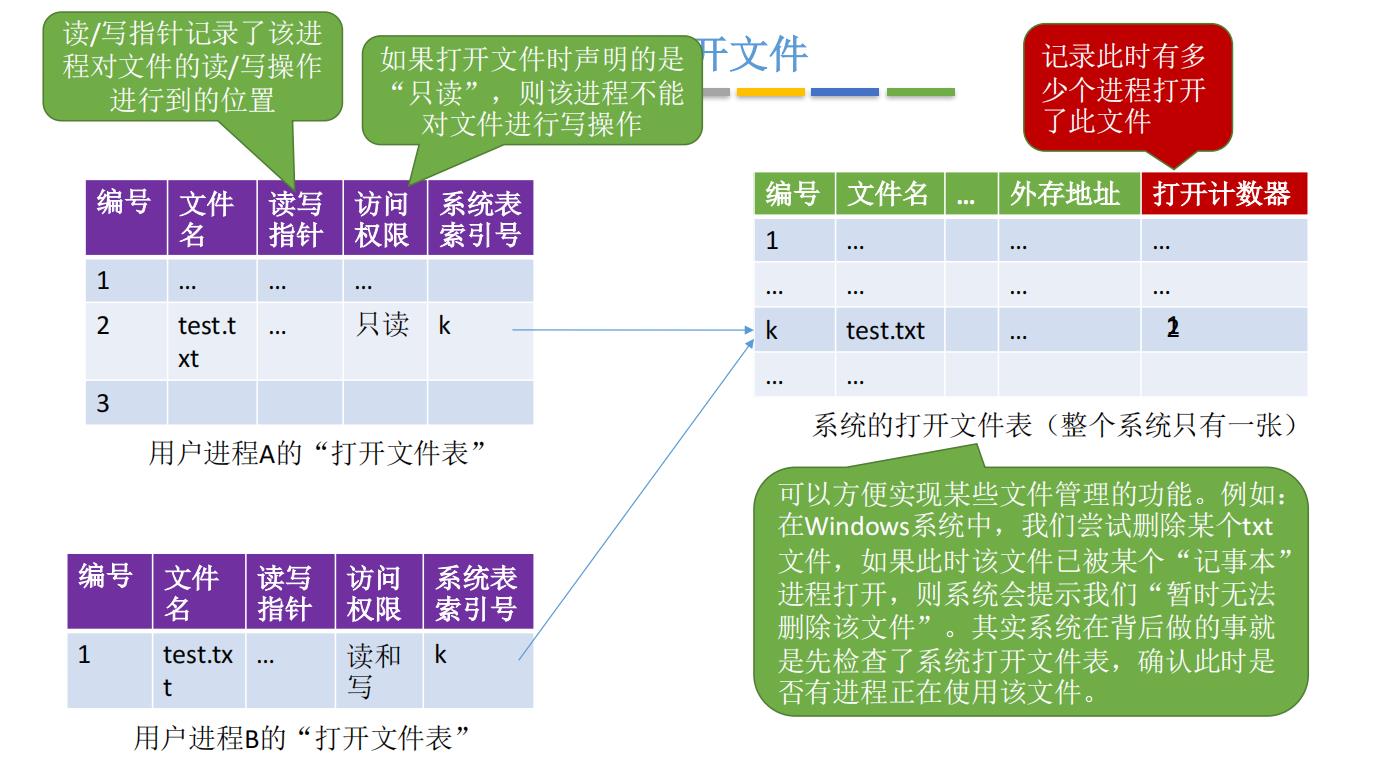 读/写指针记录了该进
程对文件的读/写操作
进行到的位置
如果打开文件时声明的是
“只读”，则该进程不能
对文件进行写操作
开文件
记录此时有多
少个进程打开
了此文件
编号 文件名 读写指针 访问权限 系统表索引号
1 … … …
2 test.txt … 只读 k
3
用户进程A的“打开文件表”
编号 文件名 … 外存地址 打开计数器
1 … … …
… … … …
k test.txt …
… …
系统的打开文件表（整个系统只有一张）
可以方便实现某些文件管理的功能。例如：
在Windows系统中，我们尝试删除某个txt
文件，如果此时该文件已被某个“记事本”
进程打开，则系统会提示我们“暂时无法
删除该文件”。其实系统在背后做的事就
是先检查了系统打开文件表，确认此时是
否有进程正在使用该文件。
编号 文件名 读写指针 访问权限 系统表索引号
1 test.txt … 读和写 k
用户进程B的“打开文件表”